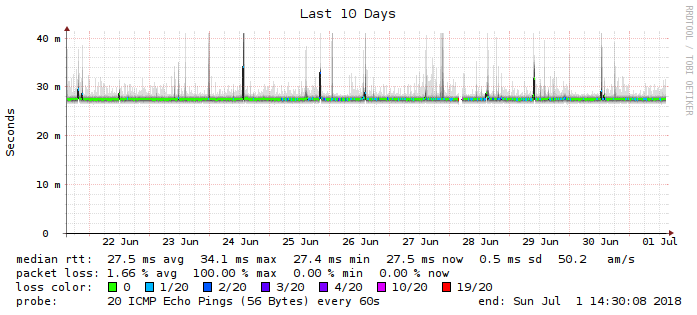 Last 10 Days
RRDTOOL / TOBI OETIKER
Seconds
40 m
30 m
20 m
10 m
0
22 Jun 23 Jun 24 Jun 25 Jun 26 Jun 27 Jun 28 Jun 29 Jun 30 Jun 01 Jul
median rtt: 27.5 ms avg 34.1 ms max 27.4 ms min 27.5 ms now 0.5 ms sd 50.2 am/s
packet loss: 1.66 % avg 100.00 % max 0.00 % min 0.00 % now
loss color: 0 1/20 2/20 3/20 4/20 10/20 19/20
probe: 20 ICMP Echo Pings (56 Bytes) every 60s end: Sun Jul 1 14:30:08 2018